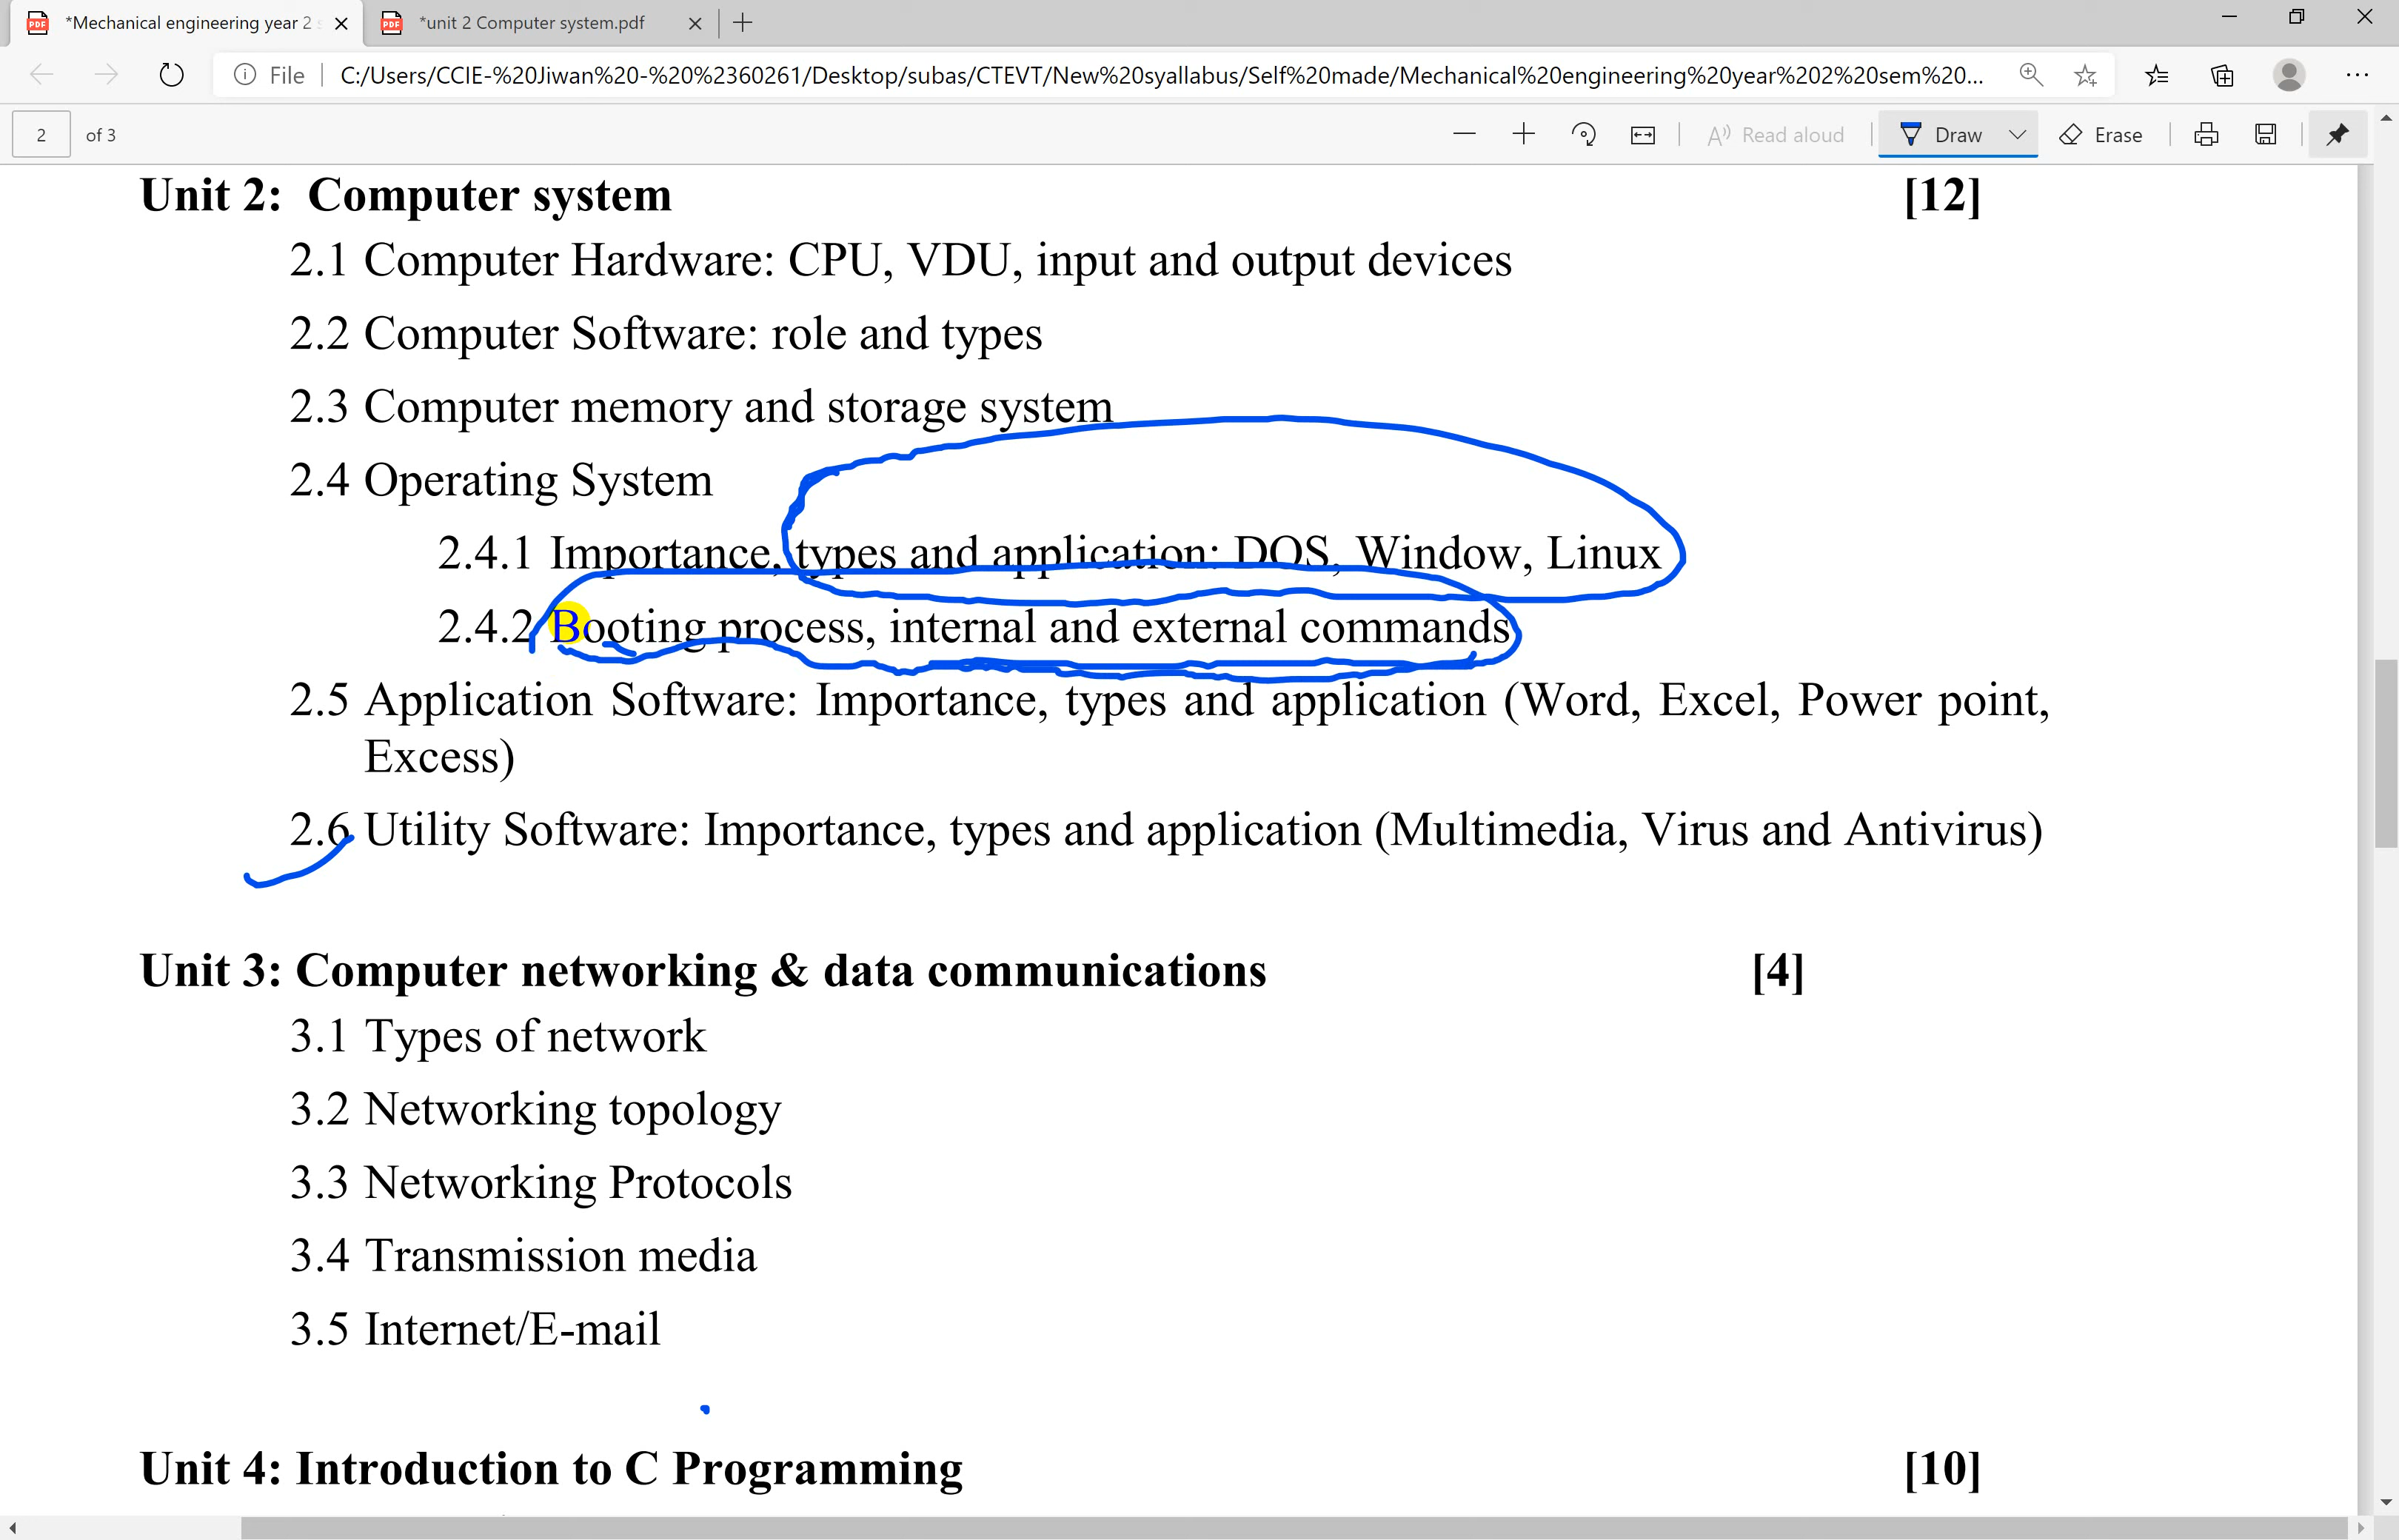 *Mechanical engineering year 2 s
*unit 2 Computer system.pdf
File
C:/Users/CCIE-%20Jiwan%20-%20%2360261/Desktop/subas/CTEVT/New%20syallabus/Self%20made/Mechanical%20engineering%20year%202%20sem%20...
2 of 3
Read aloud
Draw
Erase
Unit 2: Computer system [12]
2.1 Computer Hardware: CPU, VDU, input and output devices
2.2 Computer Software: role and types
2.3 Computer memory and storage system
2.4 Operating System
2.4.1 Importance, types and application: DOS, Window, Linux
2.4.2 Booting process, internal and external commands
2.5 Application Software: Importance, types and application (Word, Excel, Power point,
Excess)
2.6 Utility Software: Importance, types and application (Multimedia, Virus and Antivirus)
Unit 3: Computer networking & data communications [4]
3.1 Types of network
3.2 Networking topology
3.3 Networking Protocols
3.4 Transmission media
3.5 Internet/E-mail
Unit 4: Introduction to C Programming [10]